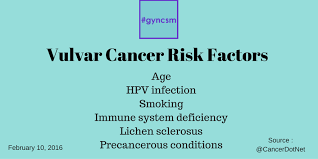 #gyncsm
Vulvar Cancer Risk Factors
Age
HPV infection
Smoking
Immune system deficiency
Lichen sclerosus
Precancerous conditions
February 10, 2016
Source :
@CancerDotNet